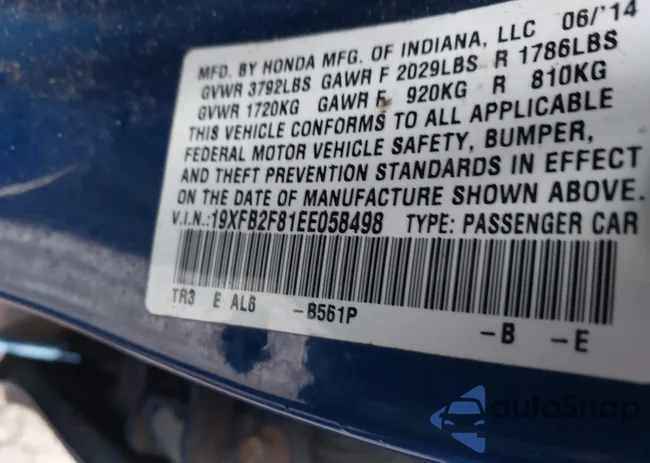 MFD. BY HONDA MFG. OF INDIANA, LLC 06/'14
GVWR 3792LBS GAWR F 2029LBS R 1786LBS
GVWR 1720KG GAWR F 920KG R 810KG
THIS VEHICLE CONFORMS TO ALL APPLICABLE
FEDERAL MOTOR VEHICLE SAFETY, BUMPER,
AND THEFT PREVENTION STANDARDS IN EFFECT
ON THE DATE OF MANUFACTURE SHOWN ABOVE.
V.I.N.:19XFB2F81EE058498 TYPE: PASSENGER CAR
TR3 E AL6 -B561P -B -E
autoSnap